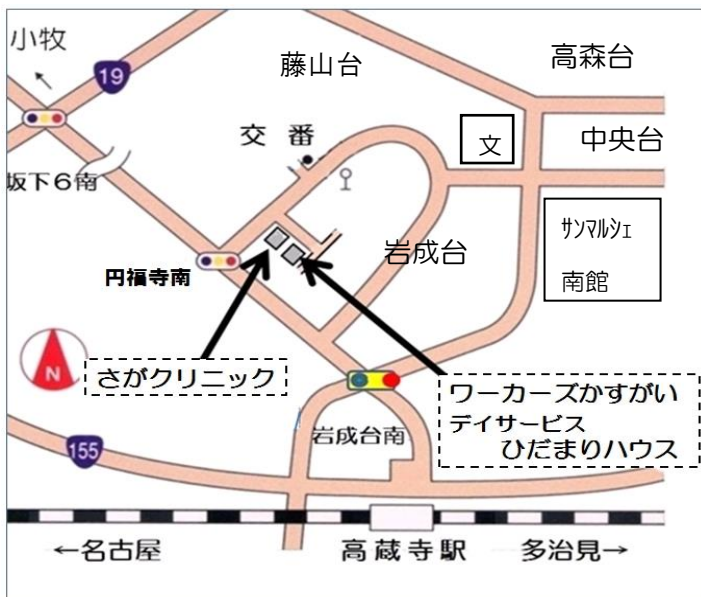 小牧
19
藤山台
高森台
交番
文
中央台
坂下6南
サンマルシェ
南館
岩成台
円福寺南
N
さがクリニック
ワーカーズかすがい
デイサービス
ひだまりハウス
岩成台南
155
←名古屋
高蔵寺駅
多治見→